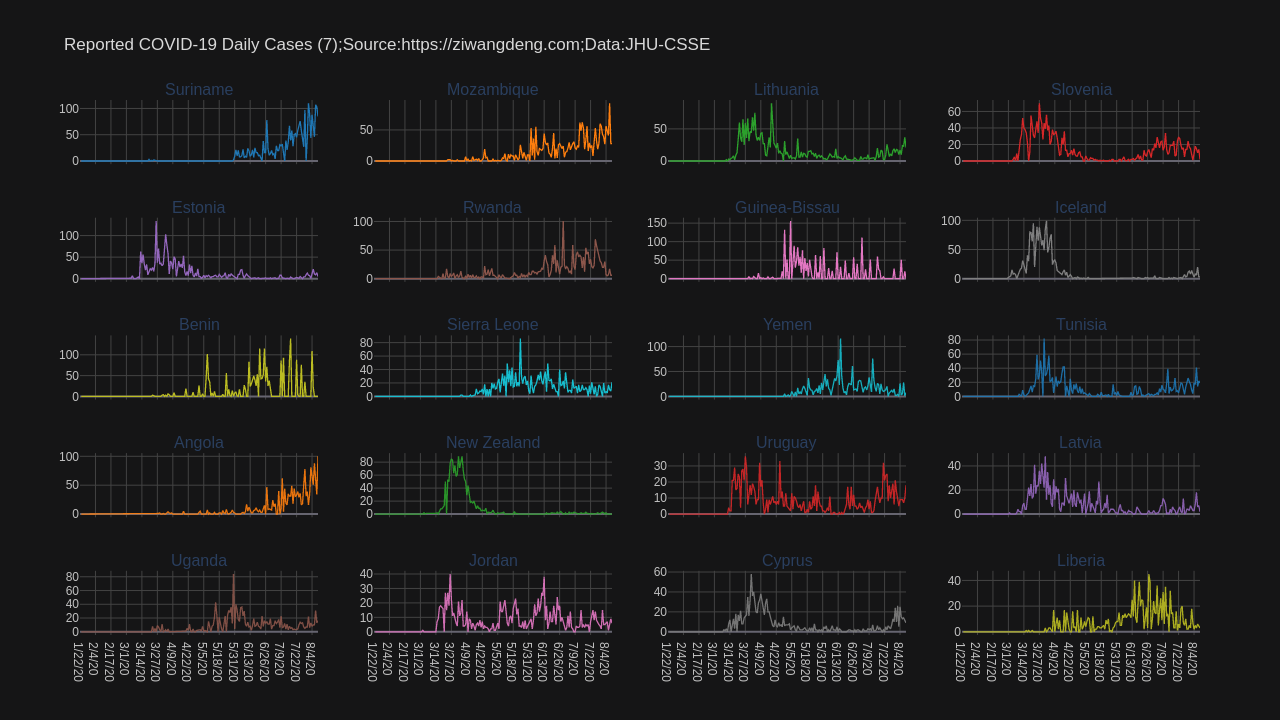 Reported COVID-19 Daily Cases (7);Source:https://ziwangdeng.com;Data:JHU-CSSE
Suriname
100
50
0
Mozambique
50
0
Lithuania
50
0
Slovenia
60
40
20
0
Estonia
100
50
0
Rwanda
100
50
0
Guinea-Bissau
150
100
50
0
Iceland
100
50
0
Benin
100
50
0
Sierra Leone
80
60
40
20
0
Yemen
100
50
0
Tunisia
80
60
40
20
0
Angola
100
50
0
New Zealand
80
60
40
20
0
Uruguay
30
20
10
0
Latvia
40
20
0
Uganda
80
60
40
20
0
Jordan
40
30
20
10
0
Cyprus
60
40
20
0
Liberia
40
20
0
1/22/20 2/4/20 2/17/20 3/1/20 3/14/20 3/27/20 4/9/20 4/22/20 5/5/20 5/18/20 5/31/20 6/13/20 6/26/20 7/9/20 7/22/20 8/4/20
1/22/20 2/4/20 2/17/20 3/1/20 3/14/20 3/27/20 4/9/20 4/22/20 5/5/20 5/18/20 5/31/20 6/13/20 6/26/20 7/9/20 7/22/20 8/4/20
1/22/20 2/4/20 2/17/20 3/1/20 3/14/20 3/27/20 4/9/20 4/22/20 5/5/20 5/18/20 5/31/20 6/13/20 6/26/20 7/9/20 7/22/20 8/4/20
1/22/20 2/4/20 2/17/20 3/1/20 3/14/20 3/27/20 4/9/20 4/22/20 5/5/20 5/18/20 5/31/20 6/13/20 6/26/20 7/9/20 7/22/20 8/4/20